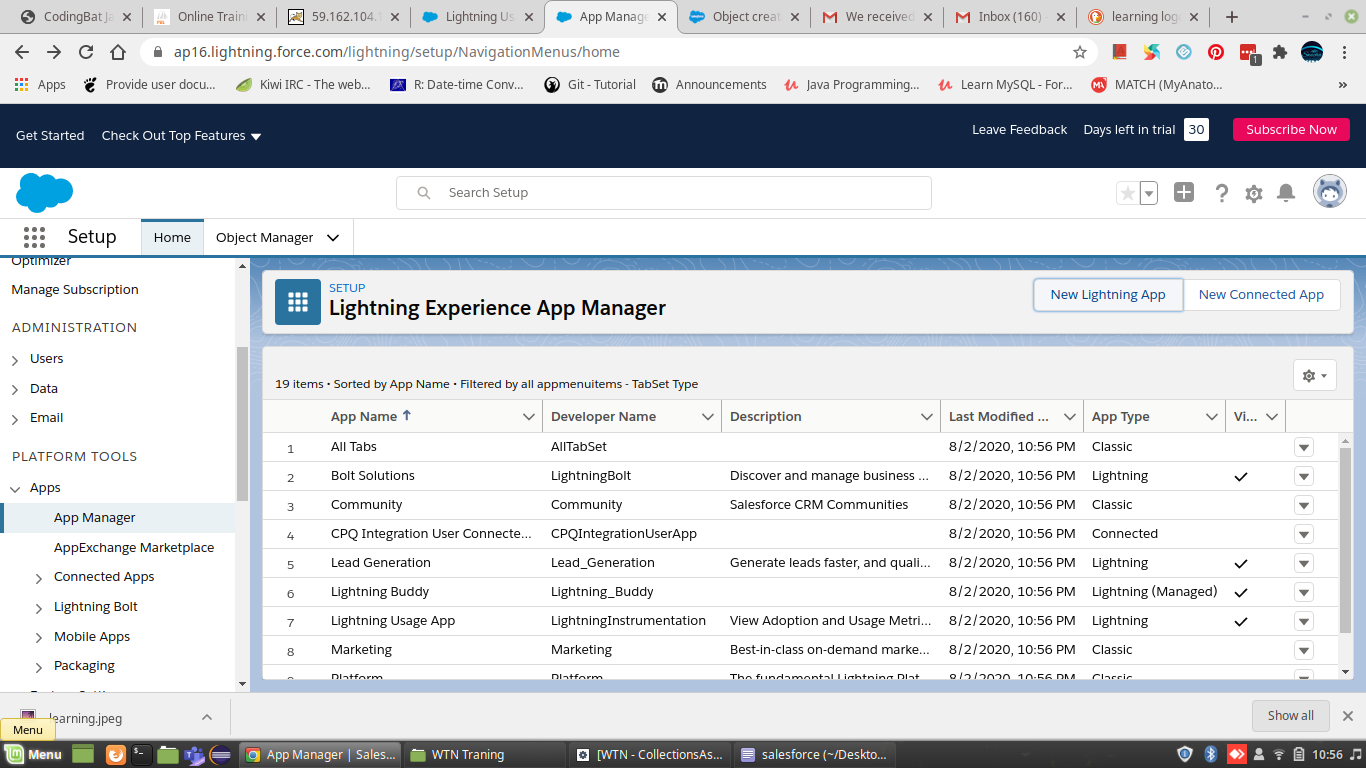 CodingBat Ja
Online Train
59.162.104.1
Lightning Us
App Manage
Object creat
We received
Inbox (160) -
learning log
ap16.lightning.force.com/lightning/setup/NavigationMenus/home
1
Apps
Provide user docu...
Kiwi IRC - The web...
R: Date-time Conv...
Git - Tutorial
Announcements
Java Programming...
Learn MySQL - For...
MATCH (MyAnato...
»
Get Started
Check Out Top Features
Leave Feedback
Days left in trial 30
Subscribe Now
Search Setup
Setup
Home
Object Manager
Optimizer
Manage Subscription
ADMINISTRATION
Users
Data
Email
PLATFORM TOOLS
Apps
App Manager
AppExchange Marketplace
Connected Apps
Lightning Bolt
Mobile Apps
Packaging
SETUP
Lightning Experience App Manager
New Lightning App
New Connected App
19 items • Sorted by App Name • Filtered by all appmenuitems - TabSet Type
App Name ↑ Developer Name Description Last Modified ... App Type Vi...
1 All Tabs AllTabSet 8/2/2020, 10:56 PM Classic
2 Bolt Solutions LightningBolt Discover and manage business ... 8/2/2020, 10:56 PM Lightning
3 Community Community Salesforce CRM Communities 8/2/2020, 10:56 PM Classic
4 CPQ Integration User Connecte... CPQIntegrationUserApp 8/2/2020, 10:56 PM Connected
5 Lead Generation Lead_Generation Generate leads faster, and quali... 8/2/2020, 10:56 PM Lightning
6 Lightning Buddy Lightning_Buddy 8/2/2020, 10:56 PM Lightning (Managed)
7 Lightning Usage App LightningInstrumentation View Adoption and Usage Metri... 8/2/2020, 10:56 PM Lightning
8 Marketing Marketing Best-in-class on-demand marke... 8/2/2020, 10:56 PM Classic
Platform Platform The fundamental Lightning Plat... 8/2/2020, 10:56 PM Classic
learning.jpeg
Show all
Menu
Menu
App Manager | Sales...
WTN Traning
[WTN - CollectionsAs...
salesforce (~/Deskto...
10:56